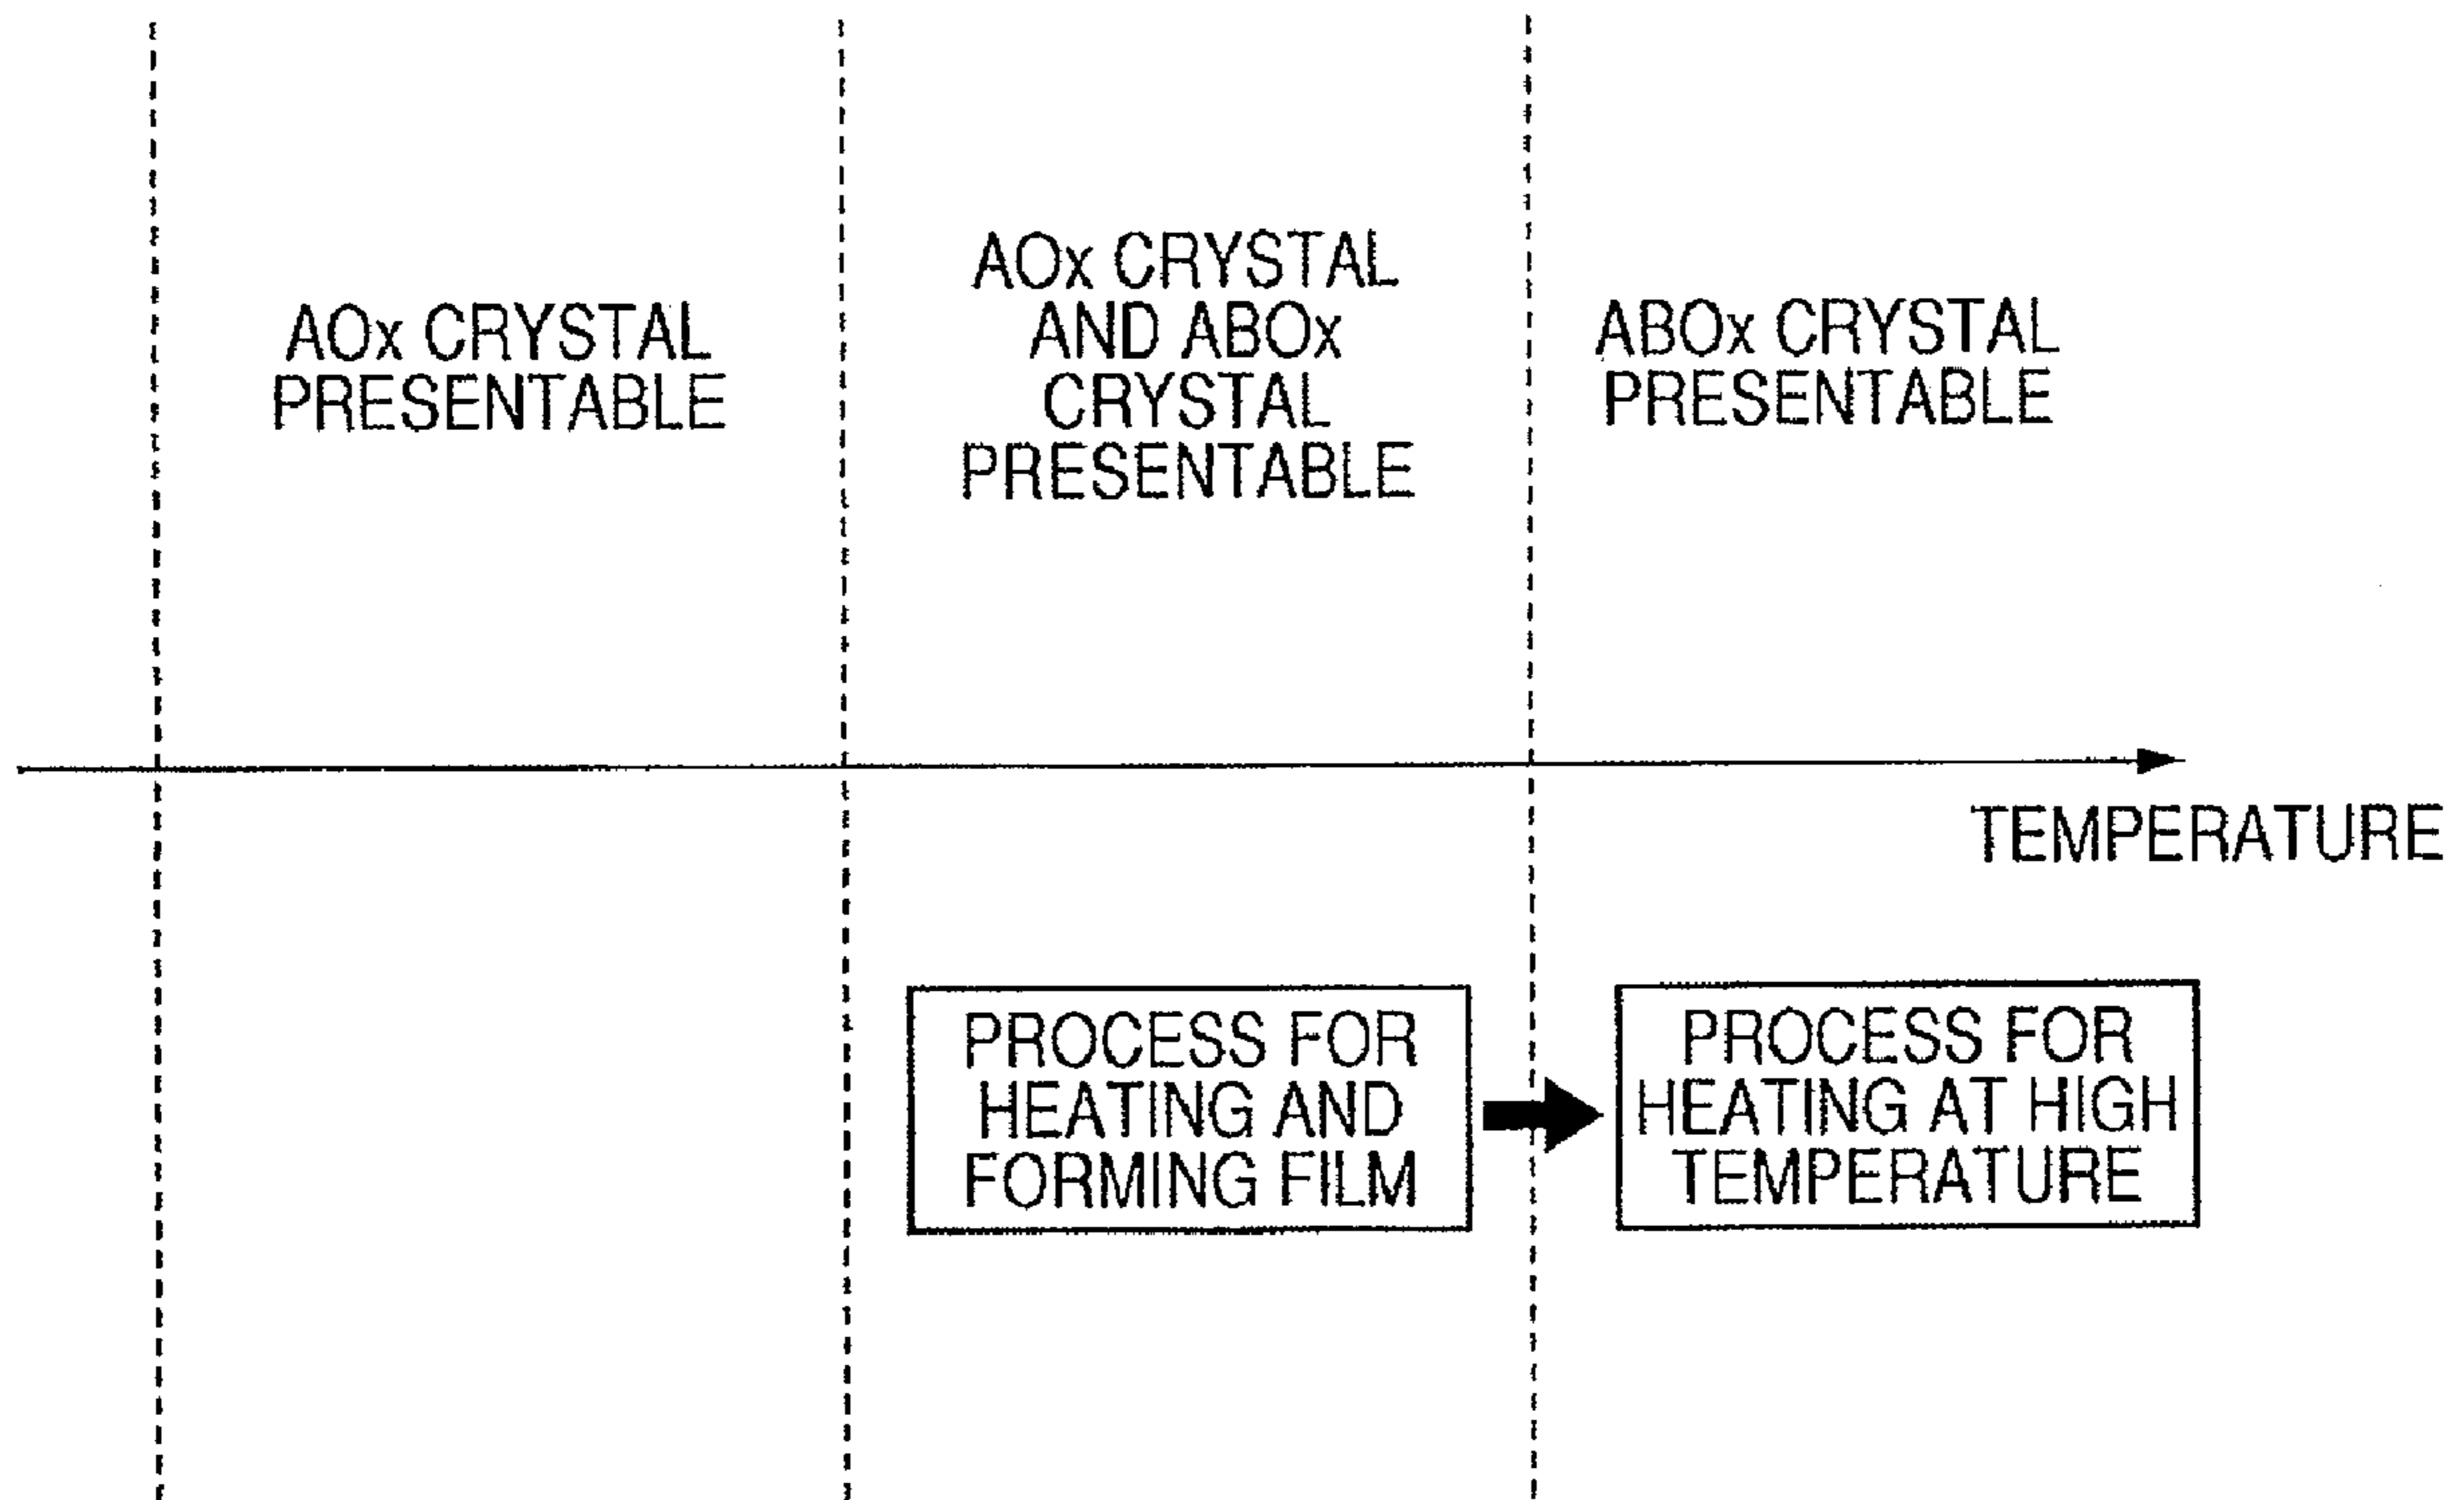 AOx CRYSTAL
PRESENTABLE
AOx CRYSTAL
AND ABOx
CRYSTAL
PRESENTABLE
ABOx CRYSTAL
PRESENTABLE
TEMPERATURE
PROCESS FOR
HEATING AND
FORMING FILM
PROCESS FOR
HEATING AT HIGH
TEMPERATURE